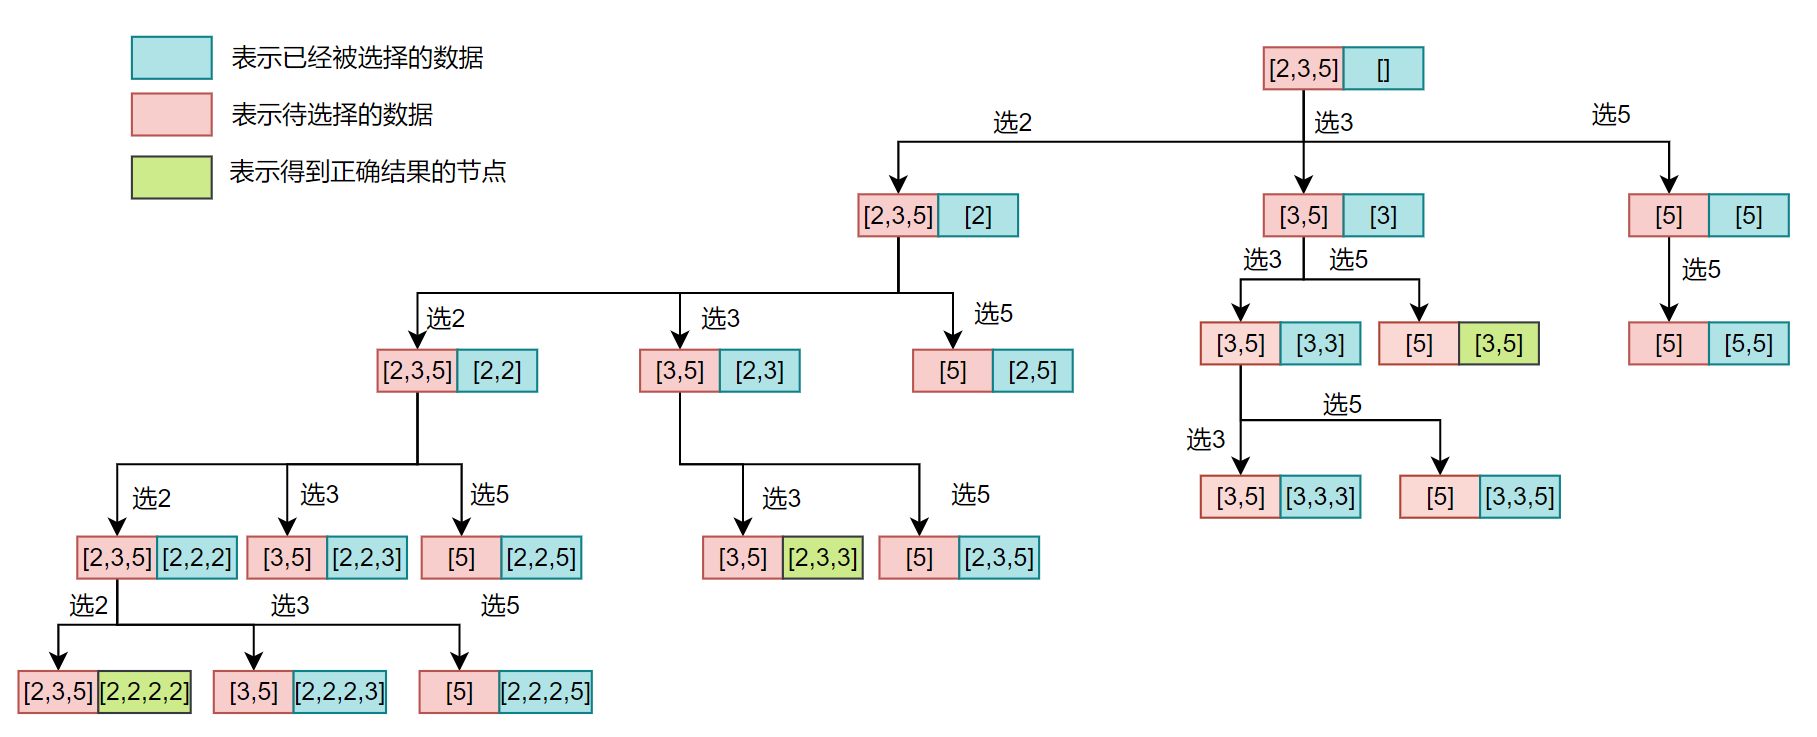 表示已经被选择的数据
表示待选择的数据
表示得到正确结果的节点
[2,3,5] []
选2 选3 选5
[2,3,5] [2] [3,5] [3] [5] [5]
选3 选5 选5
选2 选3 选5
[3,5] [3,3] [5] [3,5] [5] [5,5]
[2,3,5] [2,2] [3,5] [2,3] [5] [2,5]
选5
选3
选2 选3 选5 选3 选5
[3,5] [3,3,3] [5] [3,3,5]
[2,3,5] [2,2,2] [3,5] [2,2,3] [5] [2,2,5] [3,5] [2,3,3] [5] [2,3,5]
选2 选3 选5
[2,3,5] [2,2,2,2] [3,5] [2,2,2,3] [5] [2,2,2,5]